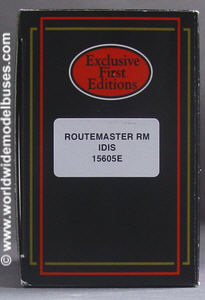 Exclusive
First
Editions
ROUTEMASTER RM
IDIS
15605E
© www.worldwidemodelbuses.com